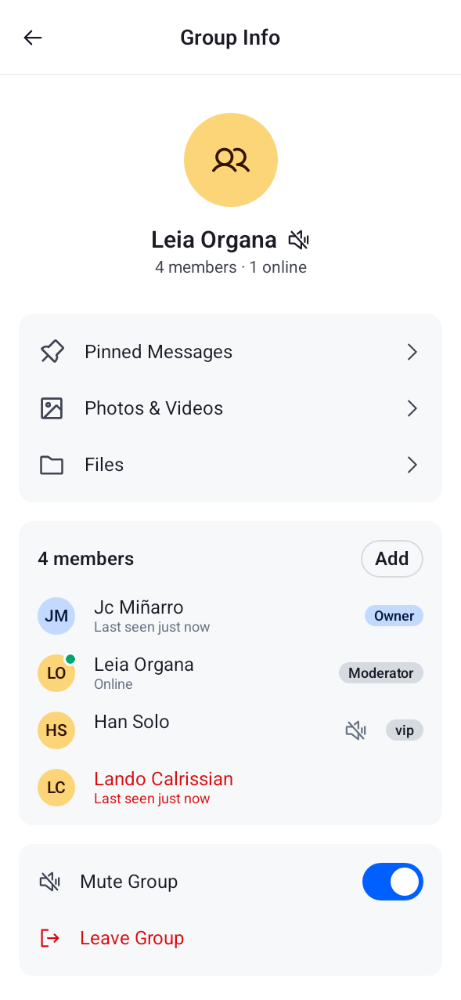 Group Info
Leia Organa
4 members · 1 online
Pinned Messages
Photos & Videos
Files
4 members
Add
JM
Jc Miñarro
Last seen just now
Owner
LO
Leia Organa
Online
Moderator
HS
Han Solo
vip
LC
Lando Calrissian
Last seen just now
Mute Group
Leave Group